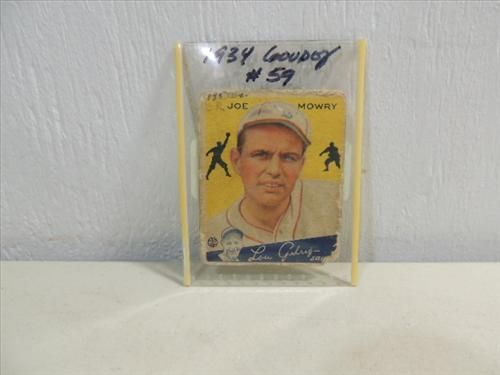 1934 Goudey
#59
JOE MOWRY
Lou Gehrig
says